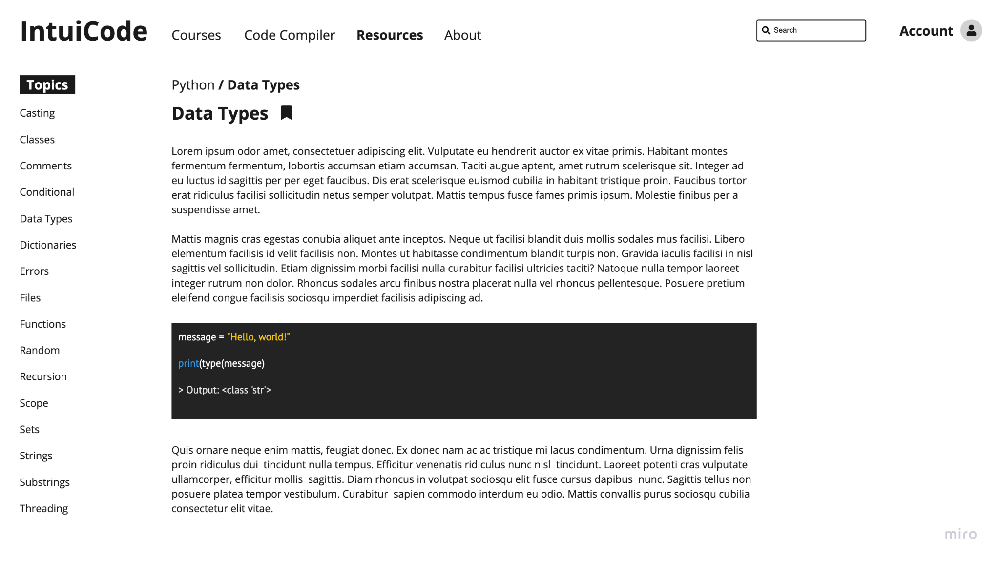 IntuiCode
Courses
Code Compiler
Resources
About
Search
Account
Topics
Casting
Classes
Comments
Conditional
Data Types
Dictionaries
Errors
Files
Functions
Random
Recursion
Scope
Sets
Strings
Substrings
Threading
Python / Data Types
Data Types
Lorem ipsum odor amet, consectetuer adipiscing elit. Vulputate eu hendrerit auctor ex vitae primis. Habitant montes
fermentum fermentum, lobortis accumsan etiam accumsan. Taciti augue aptent, amet rutrum scelerisque sit. Integer ad
eu luctus id sagittis per per eget faucibus. Dis erat scelerisque euismod cubilia in habitant tristique proin. Faucibus tortor
erat ridiculus facilisi sollicitudin netus semper volutpat. Mattis tempus fusce fames primis ipsum. Molestie finibus per a
suspendisse amet.
Mattis magnis cras egestas conubia aliquet ante inceptos. Neque ut facilisi blandit duis mollis sodales mus facilisi. Libero
elementum facilisis id velit facilisis non. Montes ut habitasse condimentum blandit turpis non. Gravida iaculis facilisi in nisl
sagittis vel sollicitudin. Etiam dignissim morbi facilisi nulla curabitur facilisi ultricies taciti? Natoque nulla tempor laoreet
integer rutrum non dolor. Rhoncus sodales arcu finibus nostra placerat nulla vel rhoncus pellentesque. Posuere pretium
eleifend congue facilisis sociosqu imperdiet facilisis adipiscing ad.
message = "Hello, world!"
print(type(message)
> Output: <class 'str'>
Quis ornare neque enim mattis, feugiat donec. Ex donec nam ac ac tristique mi lacus condimentum. Urna dignissim felis
proin ridiculus dui  tincidunt nulla tempus. Efficitur venenatis ridiculus nunc nisl  tincidunt. Laoreet potenti cras vulputate
ullamcorper, efficitur mollis  sagittis. Diam rhoncus in volutpat sociosqu elit fusce cursus dapibus  nunc. Sagittis tellus non
posuere platea tempor vestibulum. Curabitur  sapien commodo interdum eu odio. Mattis convallis purus sociosqu cubilia
consectetur elit vitae.
miro